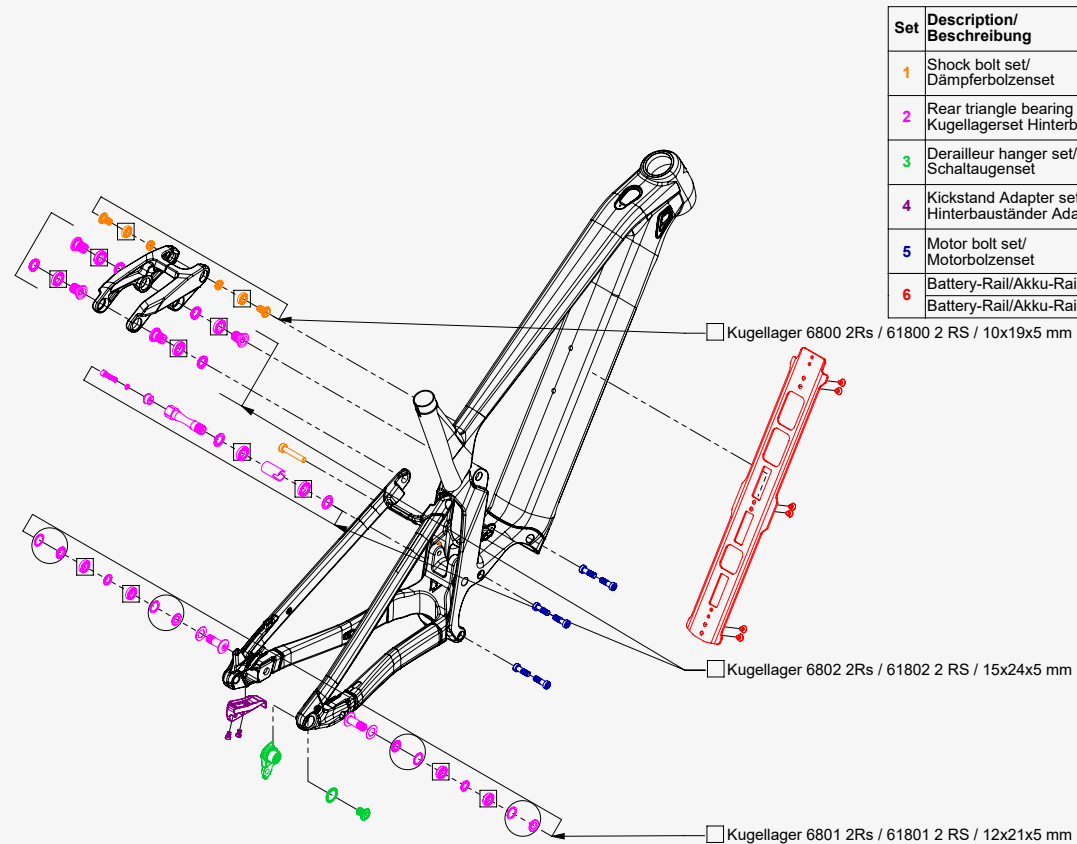 Set Description/
Beschreibung
1 Shock bolt set/
Dämpferbolzenset
2 Rear triangle bearing
Kugellagerset Hinterb
3 Derailleur hanger set/
Schaltaugenset
4 Kickstand Adapter set
Hinterbauständer Ada
5 Motor bolt set/
Motorbolzenset
6 Battery-Rail/Akku-Rai
Battery-Rail/Akku-Rai
Kugellager 6800 2Rs / 61800 2 RS / 10x19x5 mm
Kugellager 6802 2Rs / 61802 2 RS / 15x24x5 mm
Kugellager 6801 2Rs / 61801 2 RS / 12x21x5 mm